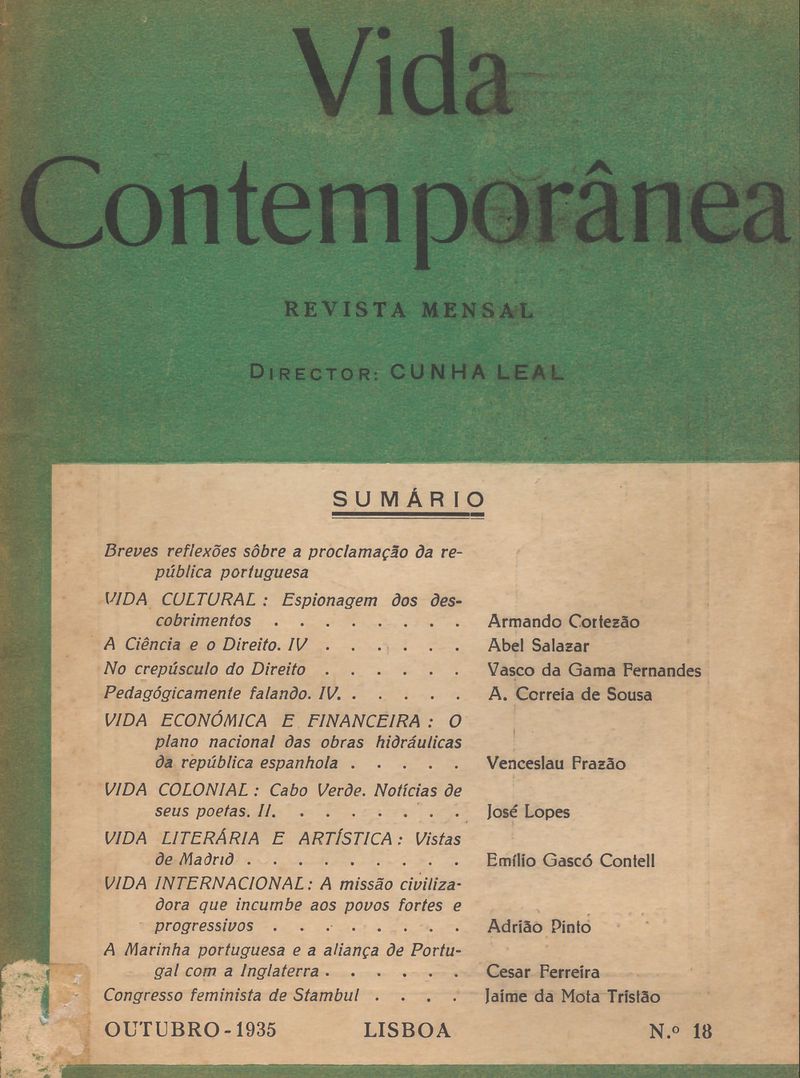 Vida
Contemporânea
REVISTA MENSAL
DIRECTOR: CUNHA LEAL
SUMÁRIO
Breves reflexões sôbre a proclamação da re-
pública portuguesa
VIDA CULTURAL : Espionagem dos des-
cobrimentos . . . . . . . . Armando Cortezão
A Ciência e o Direito. IV . . . . . . Abel Salazar
No crepúsculo do Direito . . . . . . Vasco da Gama Fernandes
Pedagógicamente falando. IV. . . . . . A. Correia de Sousa
VIDA ECONÓMICA E FINANCEIRA : O
plano nacional das obras hidráulicas
da república espanhola . . . . . Venceslau Frazão
VIDA COLONIAL : Cabo Verde. Notícias de
seus poetas. II. . . . . . . . . José Lopes
VIDA LITERÁRIA E ARTÍSTICA : Vistas
de Madrid . . . . . . . . . Emílio Gascó Contell
VIDA INTERNACIONAL : A missão civiliza-
dora que incumbe aos povos fortes e
progressivos . . . . . . . . Adrião Pinto
A Marinha portuguesa e a aliança de Portu-
gal com a Inglaterra . . . . . . Cesar Ferreira
Congresso feminista de Stambul . . . . Jaime da Mota Tristão
OUTUBRO - 1935 LISBOA N.º 18